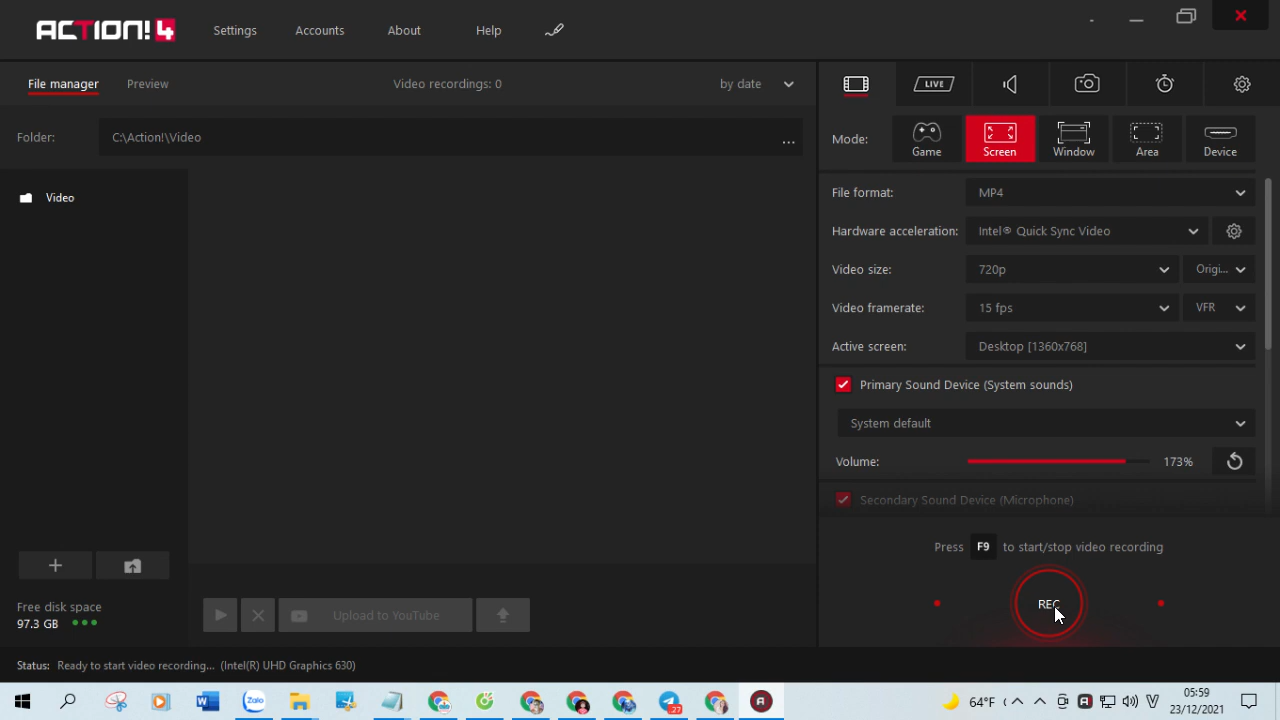 ACTION! 4
Settings
Accounts
About
Help
File manager
Preview
Video recordings: 0
by date
LIVE
Folder:
C:\Action!\Video
...
Mode:
Game
Screen
Window
Area
Device
Video
File format:
MP4
Hardware acceleration:
Intel® Quick Sync Video
Video size:
720p
Origi...
Video framerate:
15 fps
VFR
Active screen:
Desktop [1360x768]
Primary Sound Device (System sounds)
System default
Volume:
173%
Secondary Sound Device (Microphone)
Press F9 to start/stop video recording
REC
Free disk space
97.3 GB
Upload to YouTube
Status: Ready to start video recording... (Intel(R) UHD Graphics 630)
Zalo
27
64°F
05:59
23/12/2021